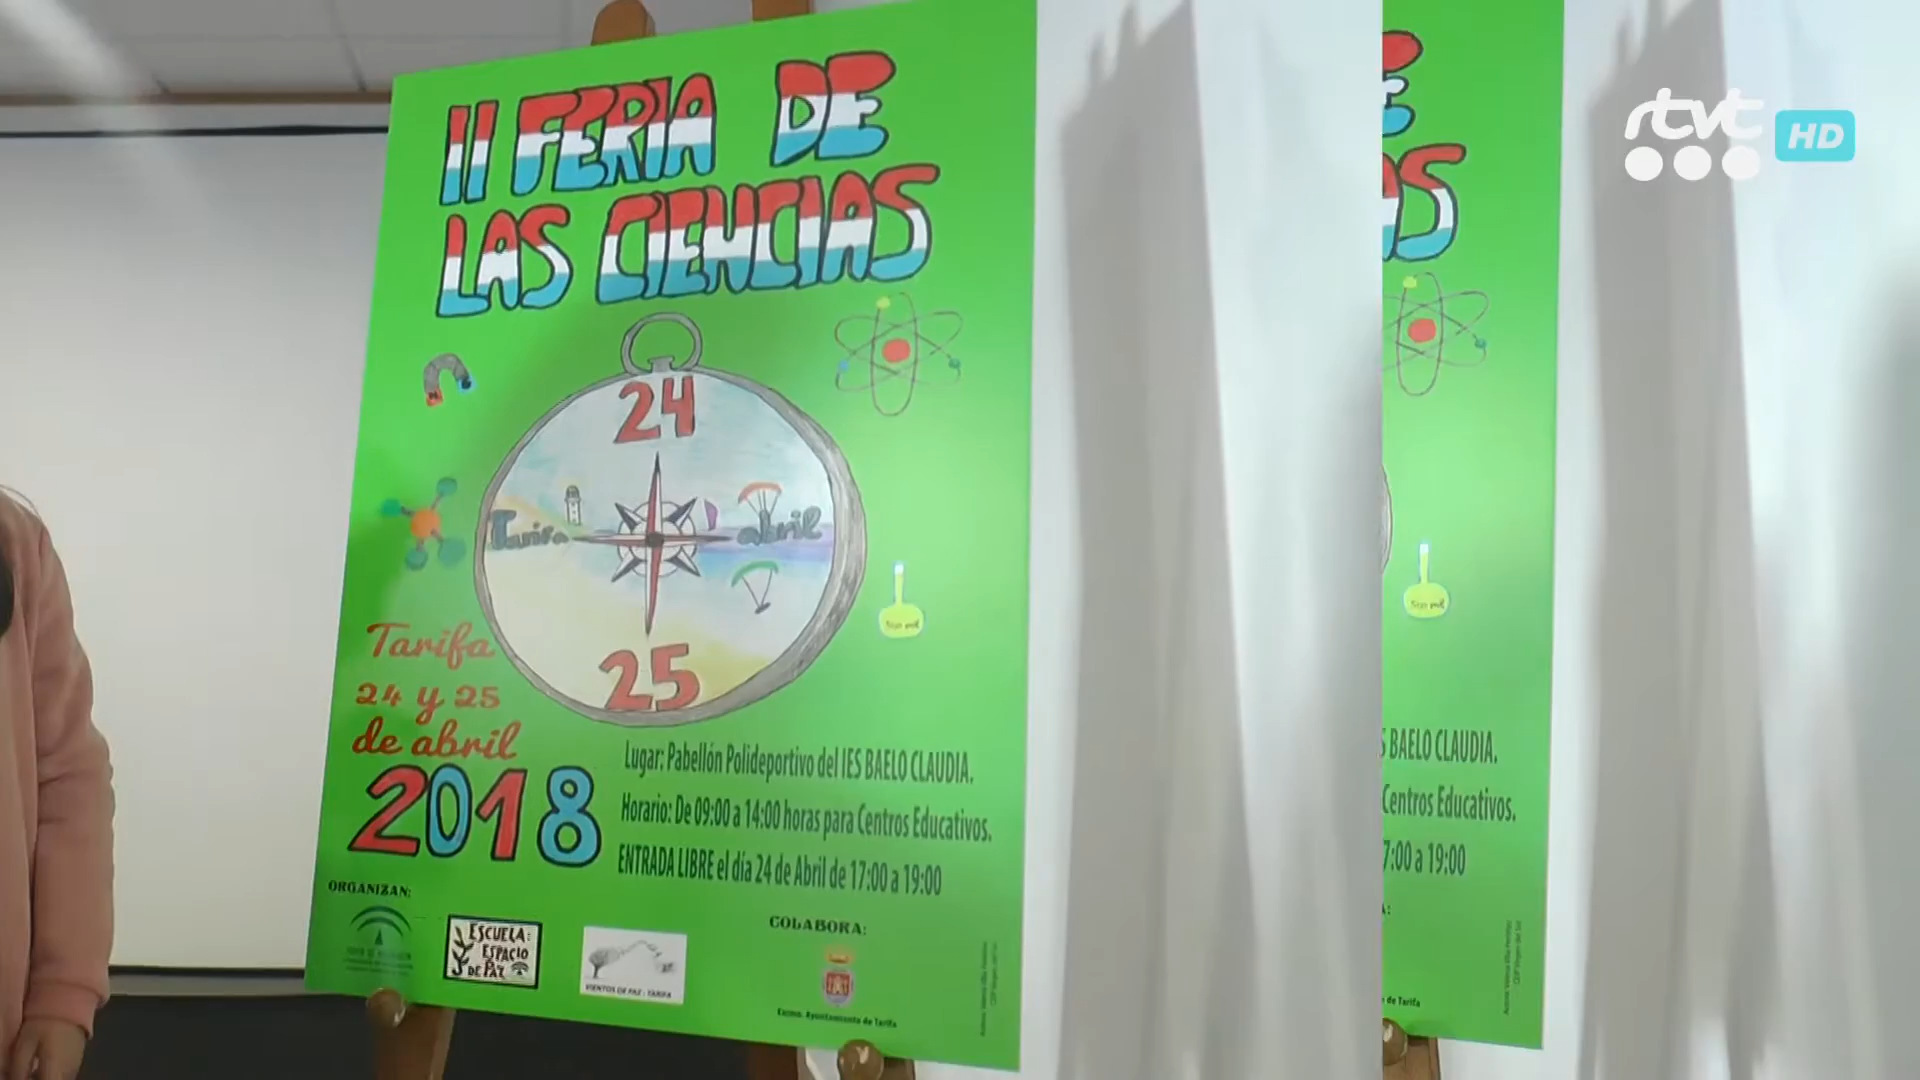 II FERIA DE
LAS CIENCIAS
24
Tarifa
abril
25
Tarifa
24 y 25
de abril
2018
Lugar: Pabellón Polideportivo del IES BAELO CLAUDIA.
Horario: De 09:00 a 14:00 horas para Centros Educativos.
ENTRADA LIBRE el día 24 de Abril de 17:00 a 19:00
ORGANIZAN:
ESCUELA:
ESPACIO
DE PAZ
VIENTOS DE PAZ - TARIFA
COLABORA:
Excmo. Ayuntamiento de Tarifa
E
AS
S BAELO CLAUDIA.
Centros Educativos.
7:00 a 19:00
A:
de Tarifa
rtvt HD